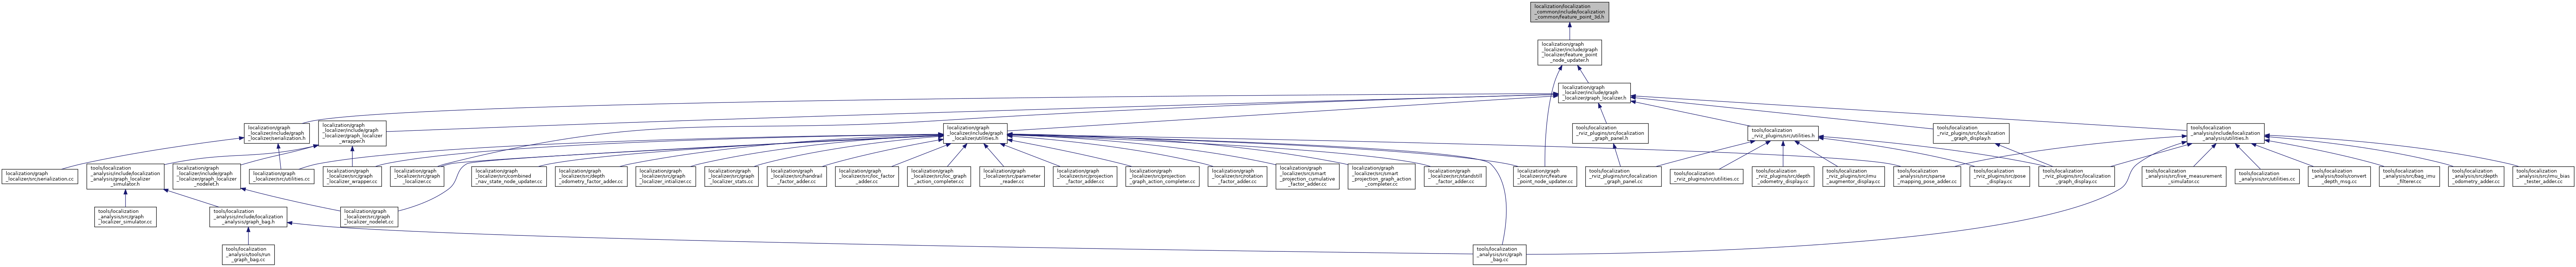 localization/localization
_common/include/localization
_common/feature_point_3d.h
localization/graph
_localizer/include/graph
_localizer/feature_point
_node_updater.h
localization/graph
_localizer/include/graph
_localizer/graph_localizer.h
localization/graph
_localizer/include/graph
_localizer/serialization.h
localization/graph
_localizer/include/graph
_localizer/graph_localizer
_wrapper.h
localization/graph
_localizer/include/graph
_localizer/utilities.h
tools/localization
_rviz_plugins/src/localization
_graph_panel.h
tools/localization
_rviz_plugins/src/utilities.h
tools/localization
_rviz_plugins/src/localization
_graph_display.h
tools/localization
_analysis/include/localization
_analysis/utilities.h
localization/graph
_localizer/src/serialization.cc
tools/localization
_analysis/include/localization
_analysis/graph_localizer
_simulator.h
localization/graph
_localizer/include/graph
_localizer/graph_localizer
_nodelet.h
localization/graph
_localizer/src/utilities.cc
localization/graph
_localizer/src/graph
_localizer_wrapper.cc
localization/graph
_localizer/src/graph
_localizer.cc
localization/graph
_localizer/src/combined
_nav_state_node_updater.cc
localization/graph
_localizer/src/depth
_odometry_factor_adder.cc
localization/graph
_localizer/src/graph
_localizer_initializer.cc
localization/graph
_localizer/src/graph
_localizer_stats.cc
localization/graph
_localizer/src/handrail
_factor_adder.cc
localization/graph
_localizer/src/loc_factor
_adder.cc
localization/graph
_localizer/src/loc_graph
_action_completer.cc
localization/graph
_localizer/src/parameter
_reader.cc
localization/graph
_localizer/src/projection
_factor_adder.cc
localization/graph
_localizer/src/projection
_graph_action_completer.cc
localization/graph
_localizer/src/rotation
_factor_adder.cc
localization/graph
_localizer/src/smart
_projection_cumulative
_factor_adder.cc
localization/graph
_localizer/src/smart
_projection_graph_action
_completer.cc
localization/graph
_localizer/src/standstill
_factor_adder.cc
localization/graph
_localizer/src/feature
_point_node_updater.cc
tools/localization
_rviz_plugins/src/localization
_graph_panel.cc
tools/localization
_rviz_plugins/src/utilities.cc
tools/localization
_rviz_plugins/src/depth
_odometry_display.cc
tools/localization
_rviz_plugins/src/imu
_augmentor_display.cc
tools/localization
_analysis/src/sparse
_mapping_pose_adder.cc
tools/localization
_rviz_plugins/src/pose
_display.cc
tools/localization
_rviz_plugins/src/localization
_graph_display.cc
tools/localization
_analysis/src/live_measurement
_simulator.cc
tools/localization
_analysis/src/utilities.cc
tools/localization
_analysis/tools/convert
_depth_msg.cc
tools/localization
_analysis/src/bag_imu
_filterer.cc
tools/localization
_analysis/src/depth
_odometry_adder.cc
tools/localization
_analysis/src/imu_bias
_tester_adder.cc
tools/localization
_analysis/src/graph
_localizer_simulator.cc
tools/localization
_analysis/include/localization
_analysis/graph_bag.h
localization/graph
_localizer/src/graph
_localizer_nodelet.cc
tools/localization
_analysis/tools/run
_graph_bag.cc
tools/localization
_analysis/src/graph
_bag.cc